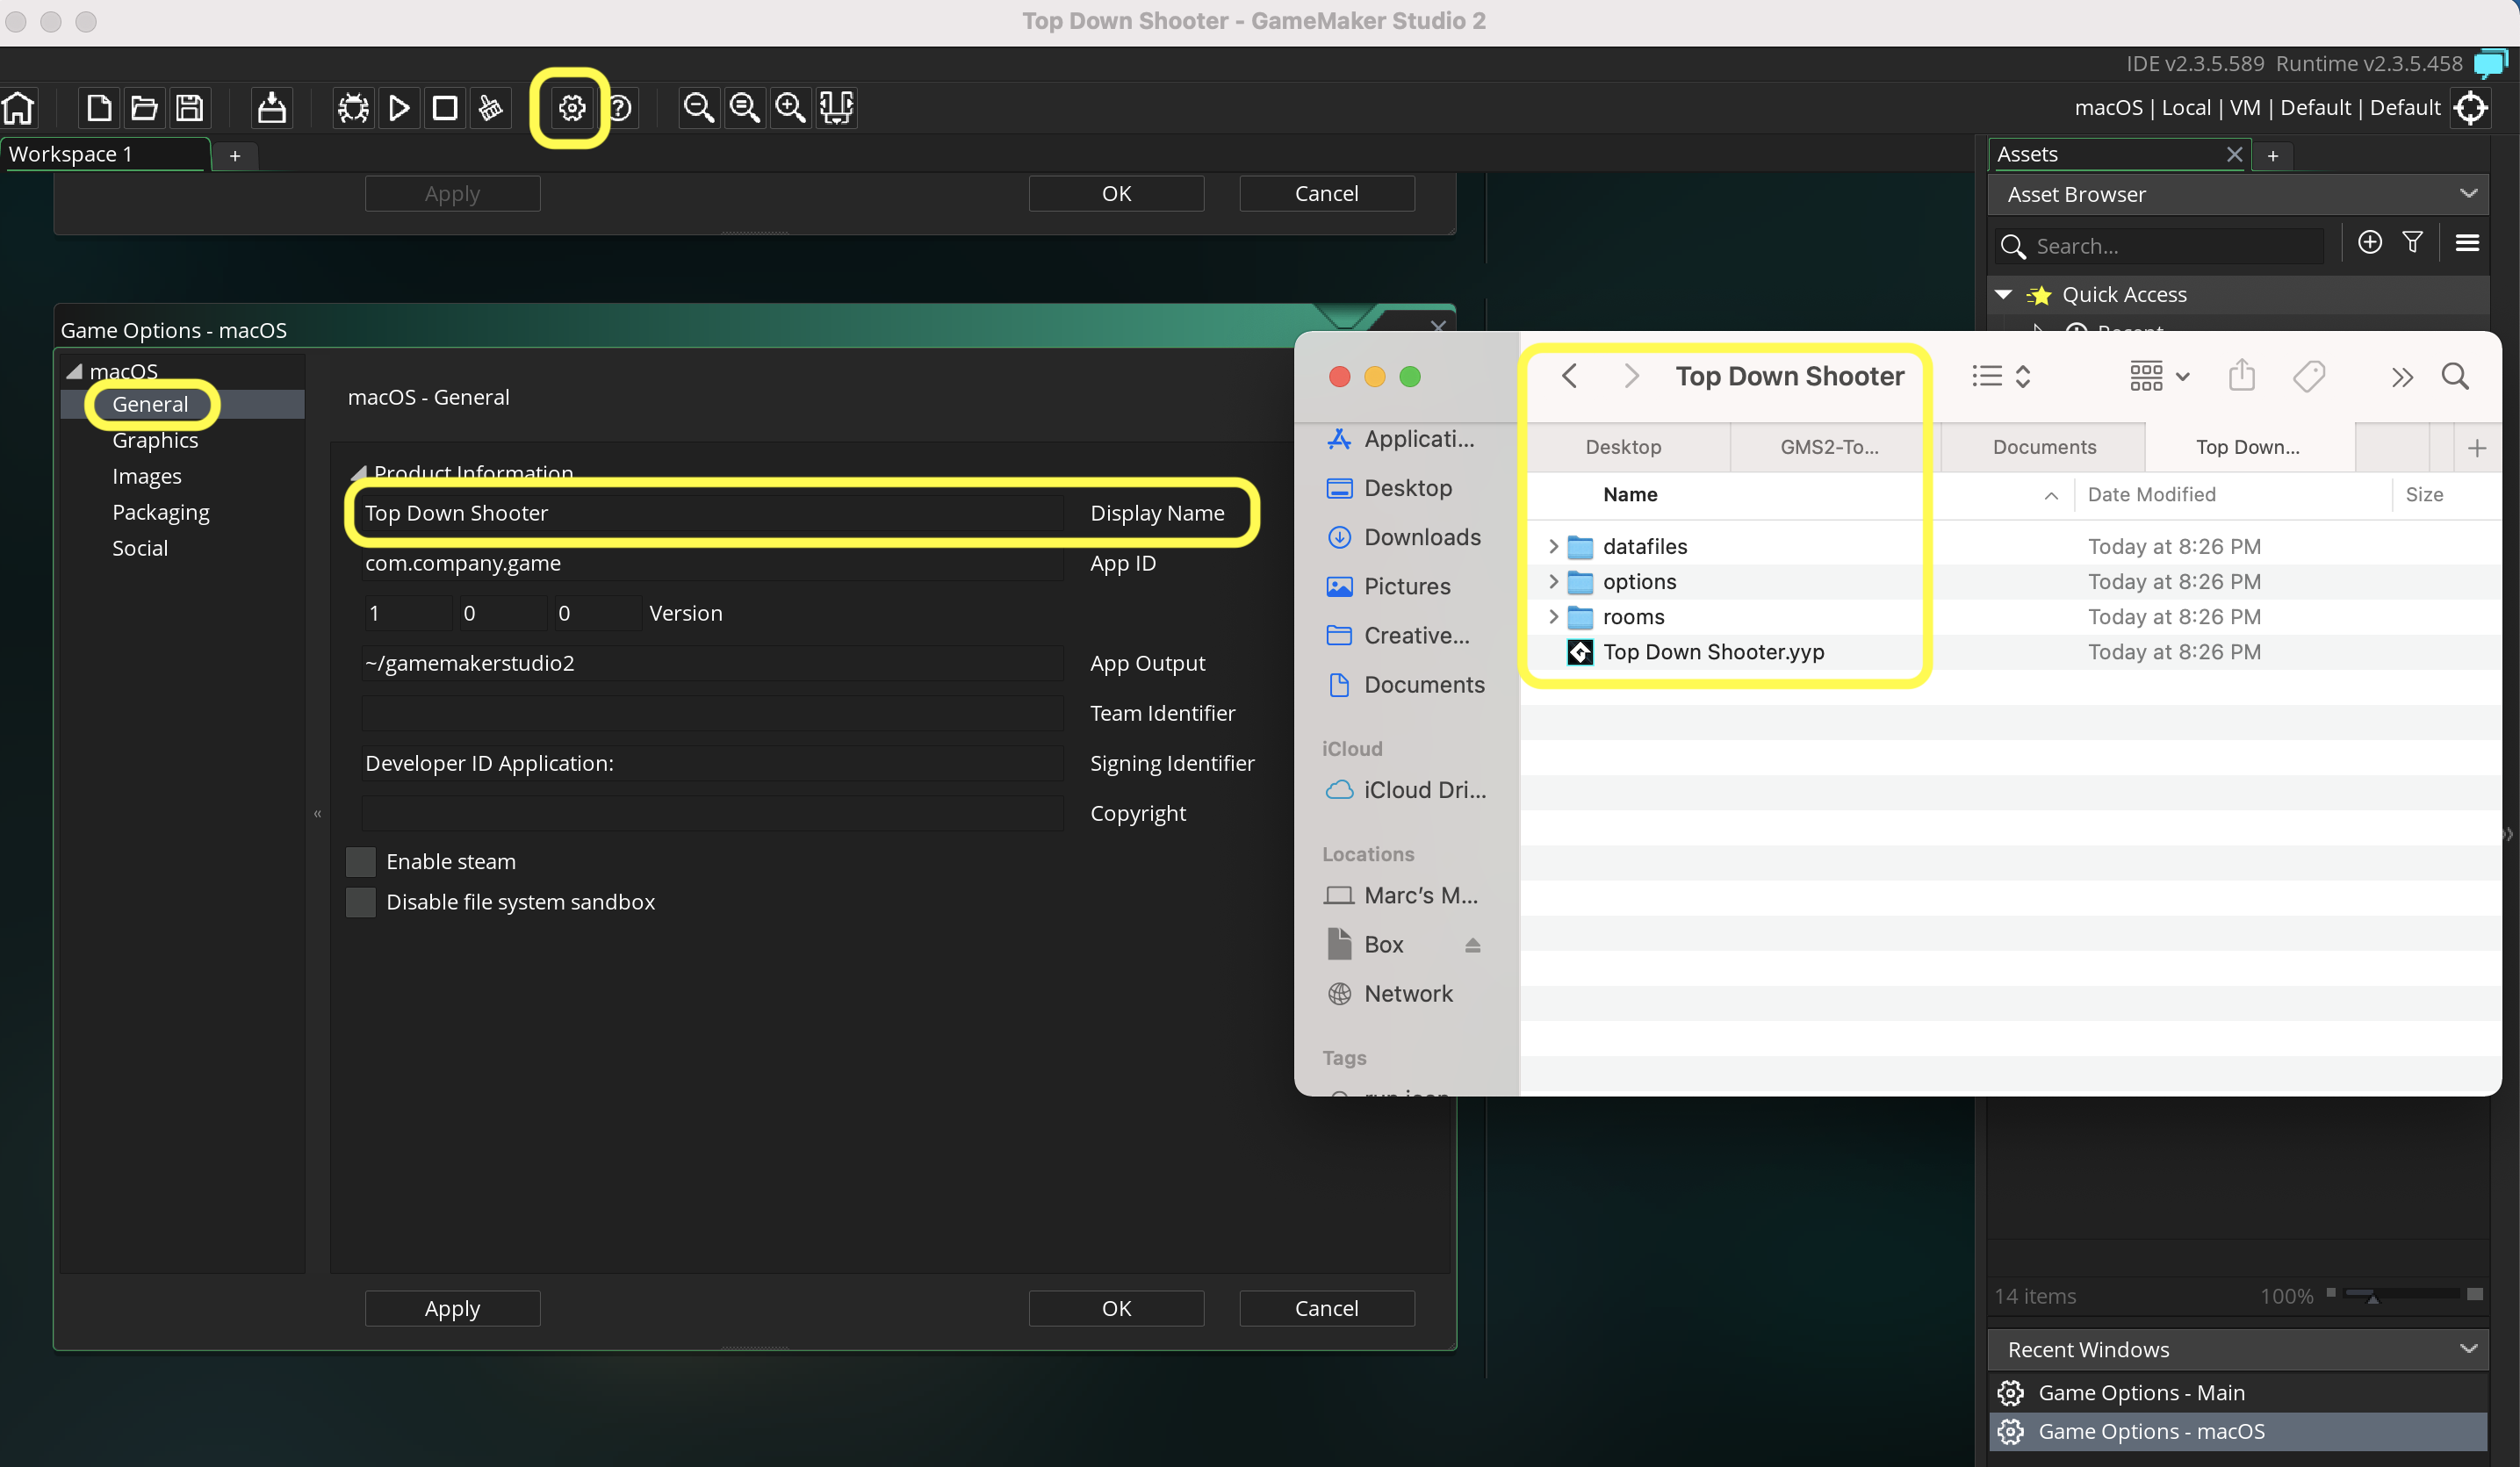 Top Down Shooter - GameMaker Studio 2
IDE v2.3.5.589 Runtime v2.3.5.458
macOS | Local | VM | Default | Default
Workspace 1
+
Assets
+
Apply
OK
Cancel
Asset Browser
Search...
Quick Access
Recent
Game Options - macOS
macOS
General
Graphics
Images
Packaging
Social
macOS - General
Product Information
Top Down Shooter
Display Name
com.company.game
App ID
1
0
0
Version
~/gamemakerstudio2
App Output
Team Identifier
Developer ID Application:
Signing Identifier
Copyright
Enable steam
Disable file system sandbox
Apply
OK
Cancel
Top Down Shooter
Desktop
GMS2-To...
Documents
Top Down...
+
Name
Date Modified
Size
datafiles
Today at 8:26 PM
options
Today at 8:26 PM
rooms
Today at 8:26 PM
Top Down Shooter.yyp
Today at 8:26 PM
Applicati...
Desktop
Downloads
Pictures
Creative...
Documents
iCloud
iCloud Dri...
Locations
Marc's M...
Box
Network
Tags
14 items
100%
Recent Windows
Game Options - Main
Game Options - macOS